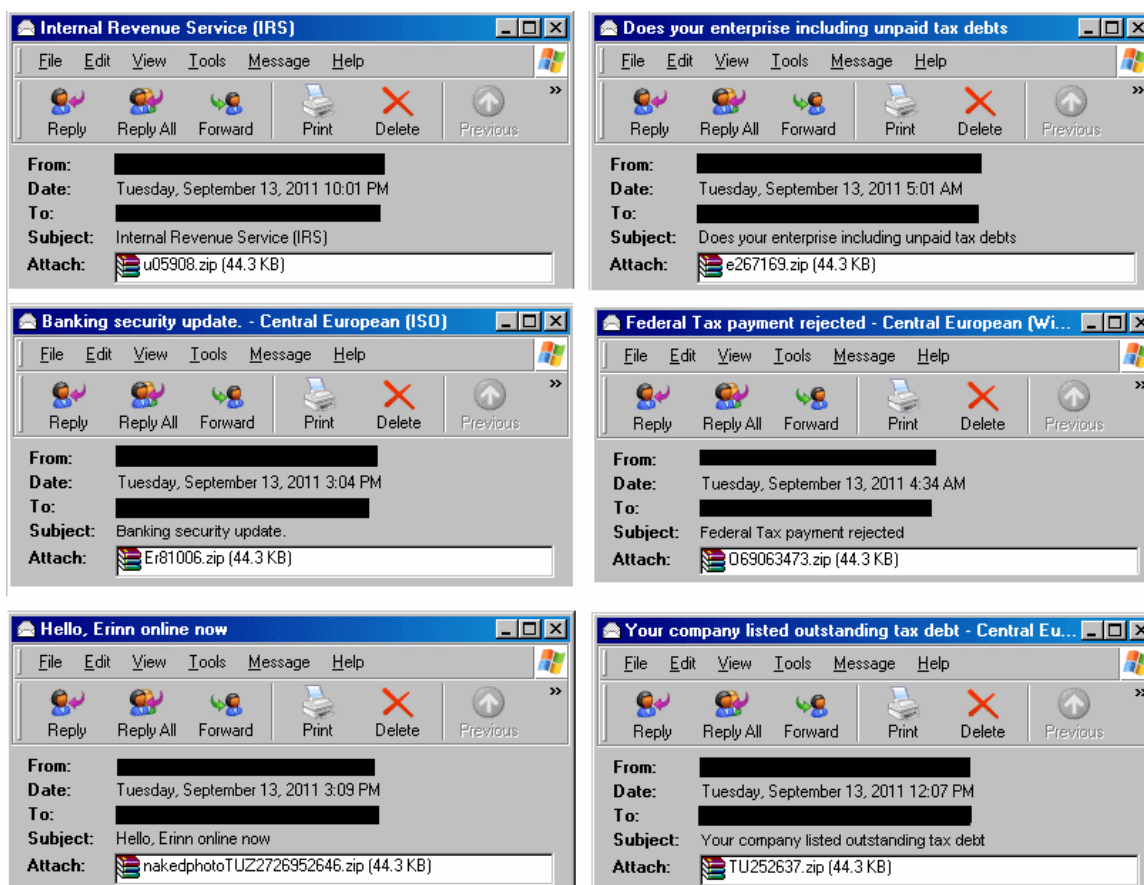 Internal Revenue Service (IRS)
File Edit View Tools Message Help
Reply Reply All Forward Print Delete Previous »
From:
Date: Tuesday, September 13, 2011 10:01 PM
To:
Subject: Internal Revenue Service (IRS)
Attach: u05908.zip (44.3 KB)
Does your enterprise including unpaid tax debts
File Edit View Tools Message Help
Reply Reply All Forward Print Delete Previous »
From:
Date: Tuesday, September 13, 2011 5:01 AM
To:
Subject: Does your enterprise including unpaid tax debts
Attach: e267169.zip (44.3 KB)
Banking security update. - Central European (ISO)
File Edit View Tools Message Help
Reply Reply All Forward Print Delete Previous »
From:
Date: Tuesday, September 13, 2011 3:04 PM
To:
Subject: Banking security update.
Attach: Er81006.zip (44.3 KB)
Federal Tax payment rejected - Central European (Wi...
File Edit View Tools Message Help
Reply Reply All Forward Print Delete Previous »
From:
Date: Tuesday, September 13, 2011 4:34 AM
To:
Subject: Federal Tax payment rejected
Attach: O69063473.zip (44.3 KB)
Hello, Erinn online now
File Edit View Tools Message Help
Reply Reply All Forward Print Delete Previous »
From:
Date: Tuesday, September 13, 2011 3:09 PM
To:
Subject: Hello, Erinn online now
Attach: nakedphotoTUZ2726952646.zip (44.3 KB)
Your company listed outstanding tax debt - Central Eu...
File Edit View Tools Message Help
Reply Reply All Forward Print Delete Previous »
From:
Date: Tuesday, September 13, 2011 12:07 PM
To:
Subject: Your company listed outstanding tax debt
Attach: TU252637.zip (44.3 KB)